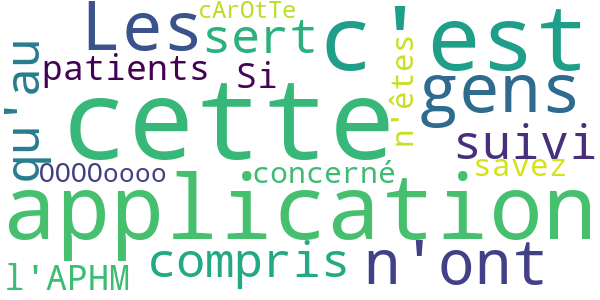 cArOtTe
Les
sert
c'est
qu'au
patients
Si
n'êtes
gens
cette
suivi
savez
OOOOoooo
concerné
application
l'APHM
compris
n'ont